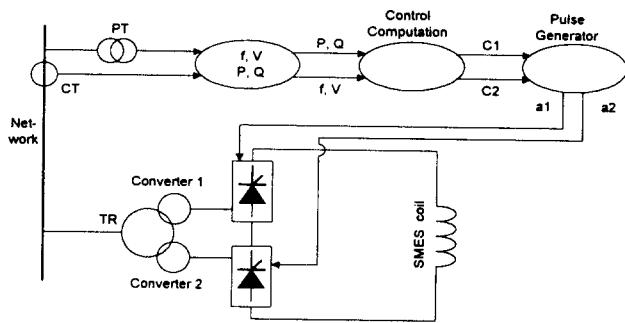 PT
Control
Computation
Pulse
Generator
f, V
P, Q
P, Q
f, V
C1
C2
CT
Net-
work
a1
a2
Converter 1
TR
Converter 2
SMES coil